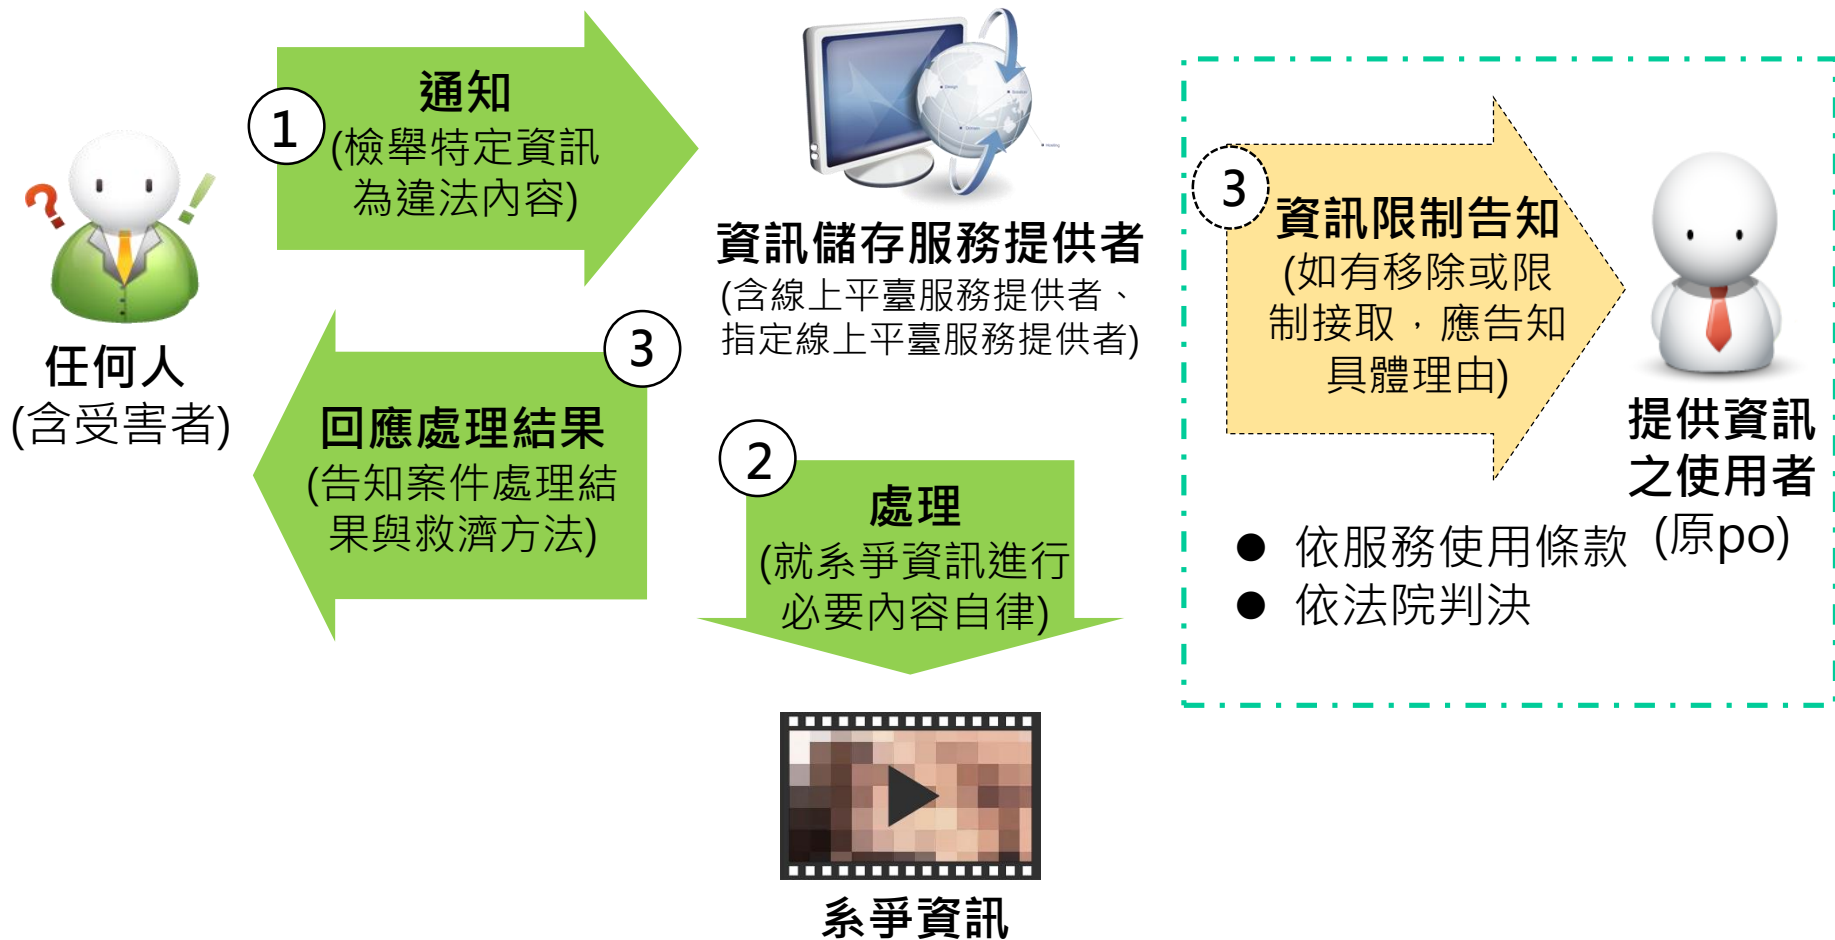 1
通知
(檢舉特定資訊
為違法內容)
任何人
(含受害者)
資訊儲存服務提供者
(含線上平臺服務提供者、
指定線上平臺服務提供者)
2
處理
(就系爭資訊進行
必要內容自律)
系爭資訊
3
回應處理結果
(告知案件處理結
果與救濟方法)
3
資訊限制告知
(如有移除或限
制接取，應告知
具體理由)
提供資訊
之使用者
(原po)
● 依服務使用條款
● 依法院判決